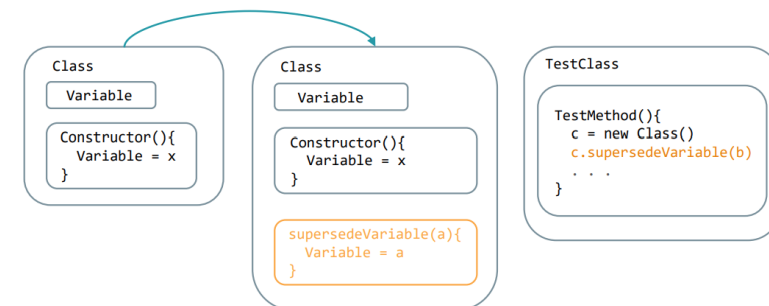 Class
Variable
Constructor(){
Variable = x
}
Class
Variable
Constructor(){
Variable = x
}
supersedeVariable(a){
Variable = a
}
TestClass
TestMethod(){
c = new Class()
c.supersedeVariable(b)
. . .
}